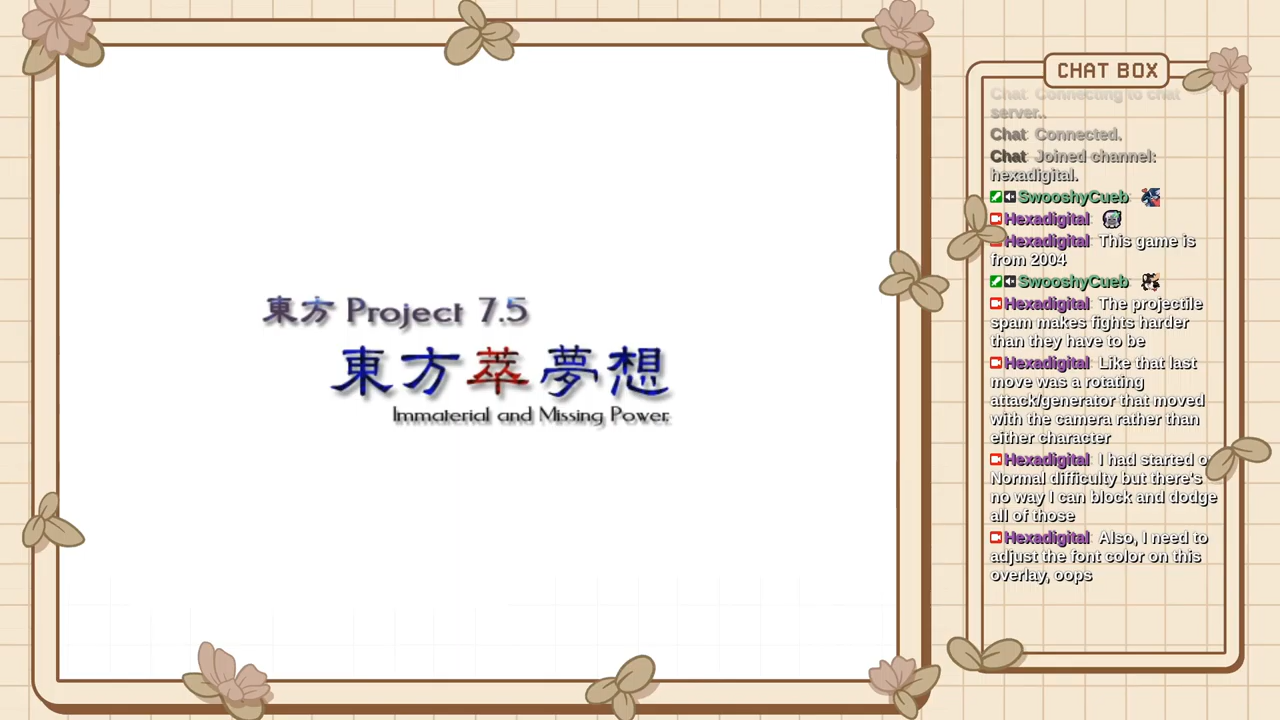 東方 Project 7.5
東方萃夢想
Immaterial and Missing Power.
CHAT BOX
Chat: Connecting to chat
server..
Chat: Connected.
Chat: Joined channel:
hexadigital.
SwooshyCueb:
Hexadigital:
Hexadigital: This game is
from 2004
SwooshyCueb:
Hexadigital: The projectile
spam makes fights harder
than they have to be
Hexadigital: Like that last
move was a rotating
attack/generator that moved
with the camera rather than
either character
Hexadigital: I had started
Normal difficulty but there's
no way I can block and dodge
all of those
Hexadigital: Also, I need to
adjust the font color on this
overlay, oops